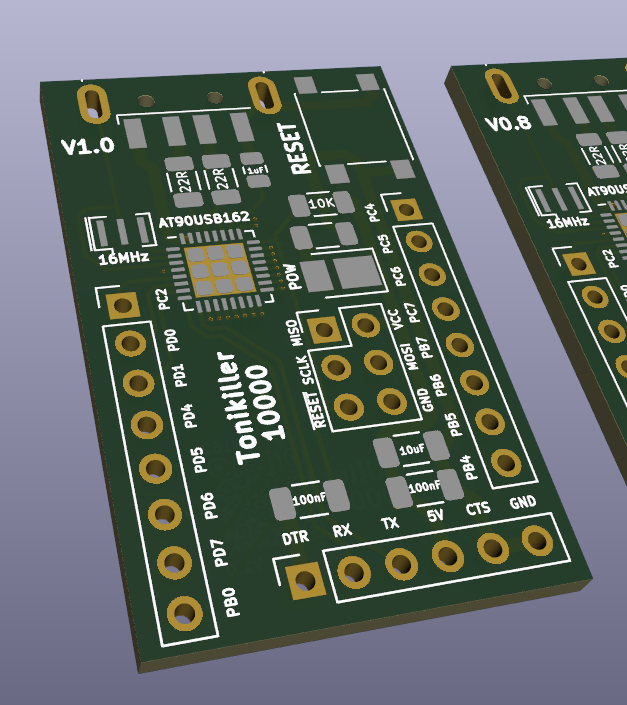 V1.0
RESET
22R
22R
1uF
10K
AT90USB162
16MHz
POW
PC4
PC5
PC6
PC7
PB7
PB6
PB5
PB4
PC2
PD0
PD1
PD4
PD5
PD6
PD7
PB0
MISO
VCC
SCLK
MOSI
RESET
GND
Tonikiller
10000
10uF
100nF
100nF
DTR
RX
TX
5V
CTS
GND
V0.8
22R
22R
AT90US
16MHz
PC2